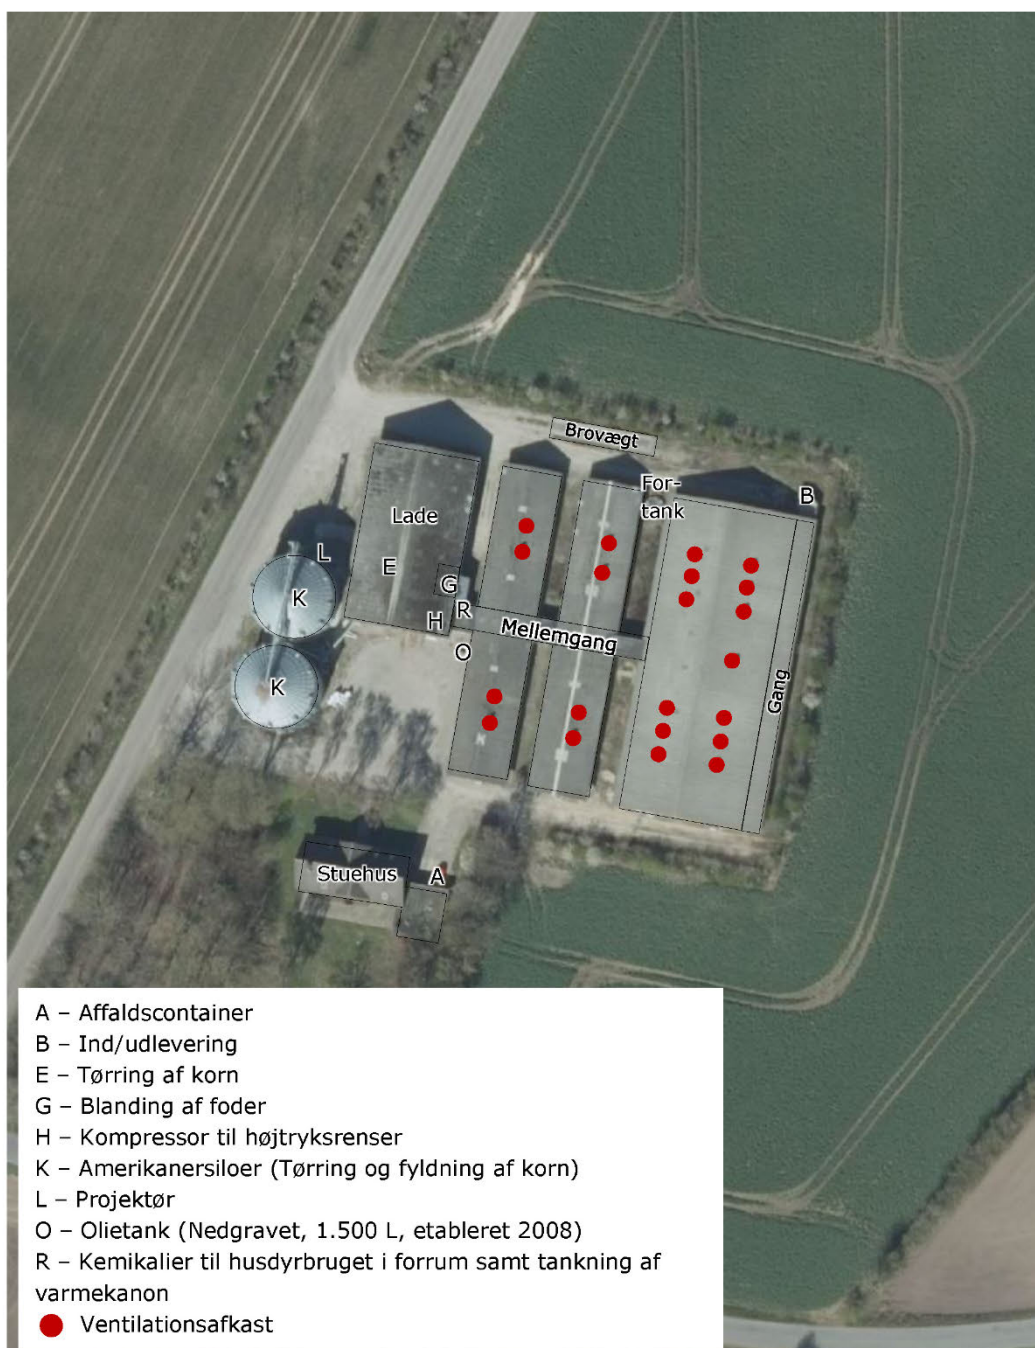 Brovægt
For-
tank
B
Lade
L
E
G
K
R
H
Mellemgang
O
K
Gang
Stuehus
A
A – Affaldscontainer
B – Ind/udlevering
E – Tørring af korn
G – Blanding af foder
H – Kompressor til højtryksrenser
K – Amerikanersiloer (Tørring og fyldning af korn)
L – Projektør
O – Olietank (Nedgravet, 1.500 L, etableret 2008)
R – Kemikalier til husdyrbruget i forrum samt tankning af
varmekanon
Ventilationsafkast